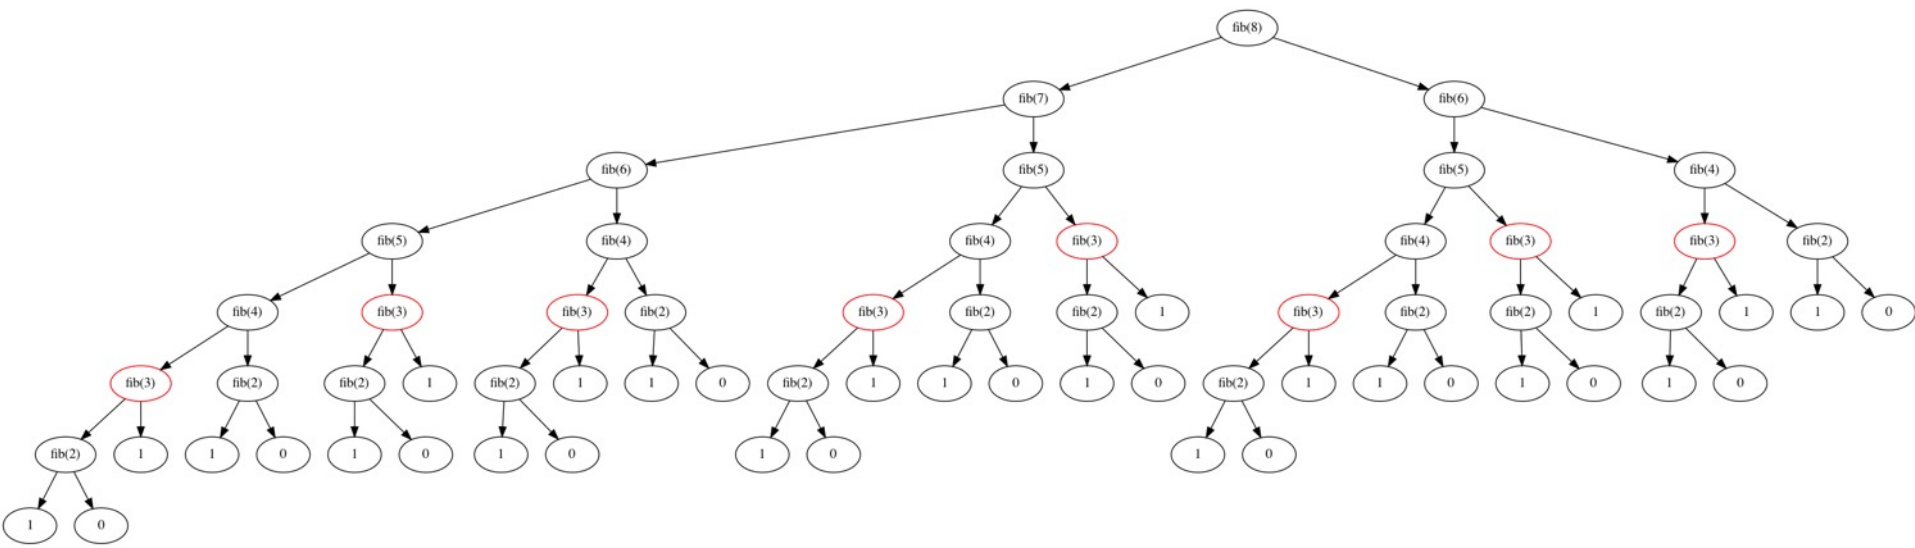 fib(8)
fib(7) fib(6)
fib(6) fib(5) fib(5) fib(4)
fib(5) fib(4) fib(4) fib(3) fib(4) fib(3) fib(3) fib(2)
fib(4) fib(3) fib(3) fib(2) fib(3) fib(2) fib(2) 1 fib(3) fib(2) fib(2) 1 fib(2) 1 1 0
fib(3) fib(2) fib(2) 1 fib(2) 1 1 0 fib(2) 1 1 0 1 0 fib(2) 1 1 0 1 0 1 0
fib(2) 1 1 0 1 0 1 0 1 0 1 0
1 0